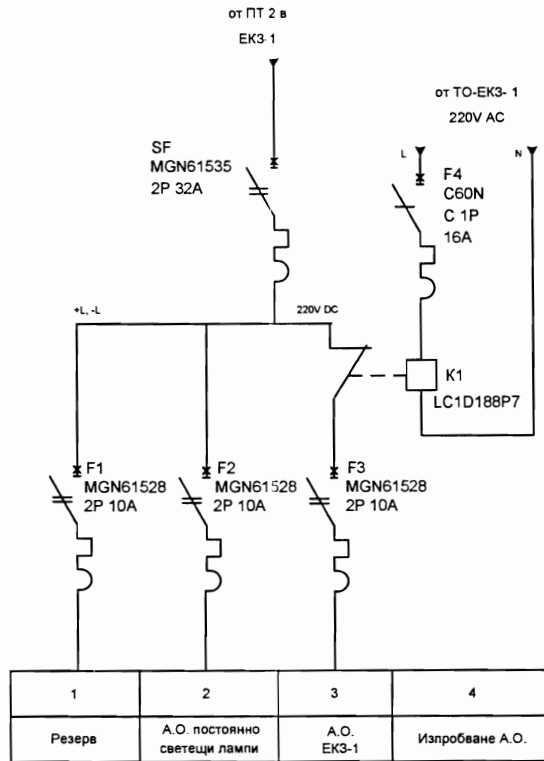 от ПТ 2 в
ЕКЗ-1
от ТО-ЕКЗ- 1
220V AC
SF
MGN61535
2P 32A
L
N
F4
C60N
C 1P
16A
+L, -L
220V DC
K1
LC1D188P7
F1
MGN61528
2P 10A
F2
MGN61528
2P 10A
F3
MGN61528
2P 10A
1
2
3
4
Резерв
А.О. постоянно
светещи лампи
А.О.
ЕКЗ-1
Изпробване А.О.